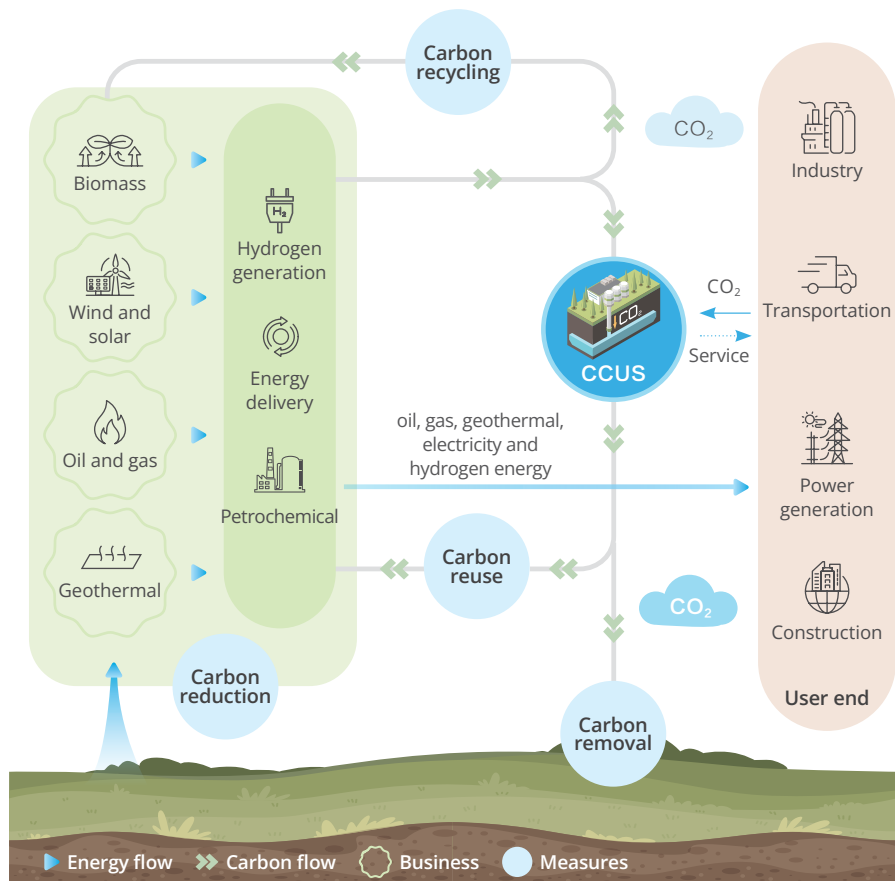 Carbon
recycling
CO2
Biomass
Industry
H2
Hydrogen
generation
Wind and
solar
CO2
CCUS
CO2
Service
Transportation
Energy
delivery
Oil and gas
oil, gas, geothermal,
electricity and
hydrogen energy
Petrochemical
Power
generation
Geothermal
Carbon
reuse
CO2
Construction
Carbon
reduction
User end
Carbon
removal
Energy flow
Carbon flow
Business
Measures